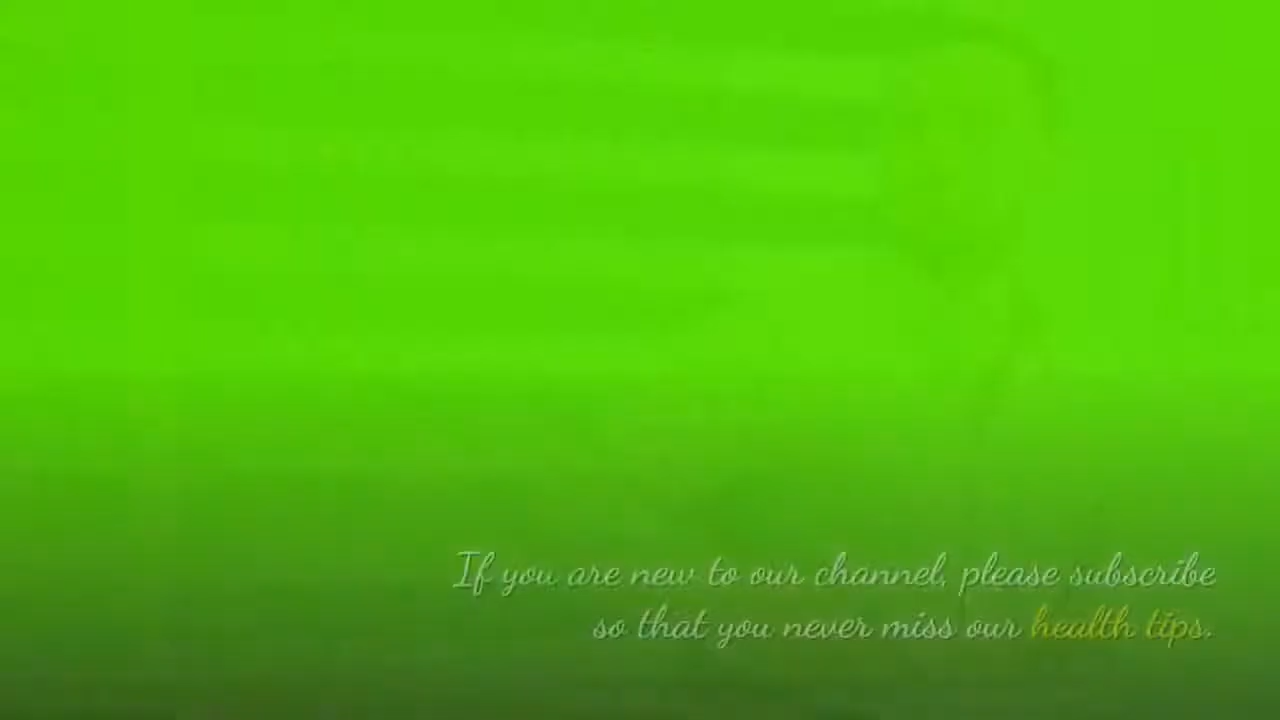 If you are new to our channel, please subscribe
so that you never miss our health tips.